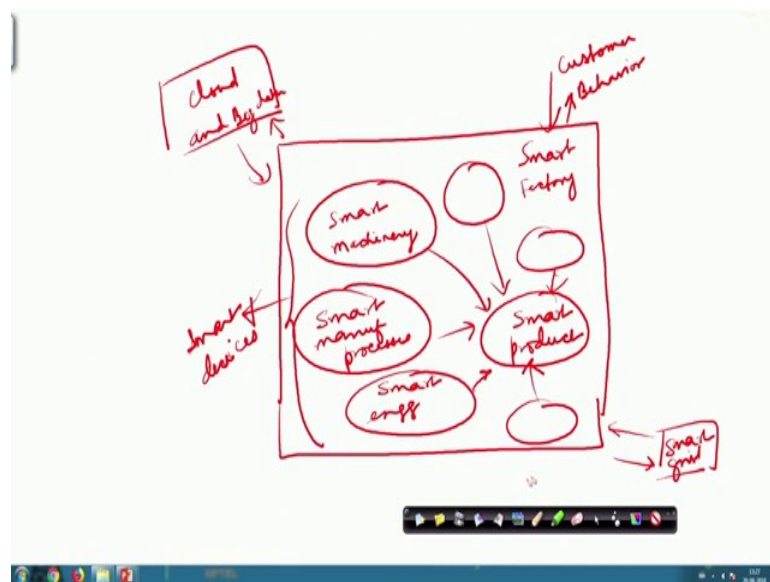 Cloud
and Big data
Customer
Behavior
Smart
Factory
Smart
machinery
Smart
devices
Smart
manuf
processes
Smart
product
Smart
engg
Smart
grid